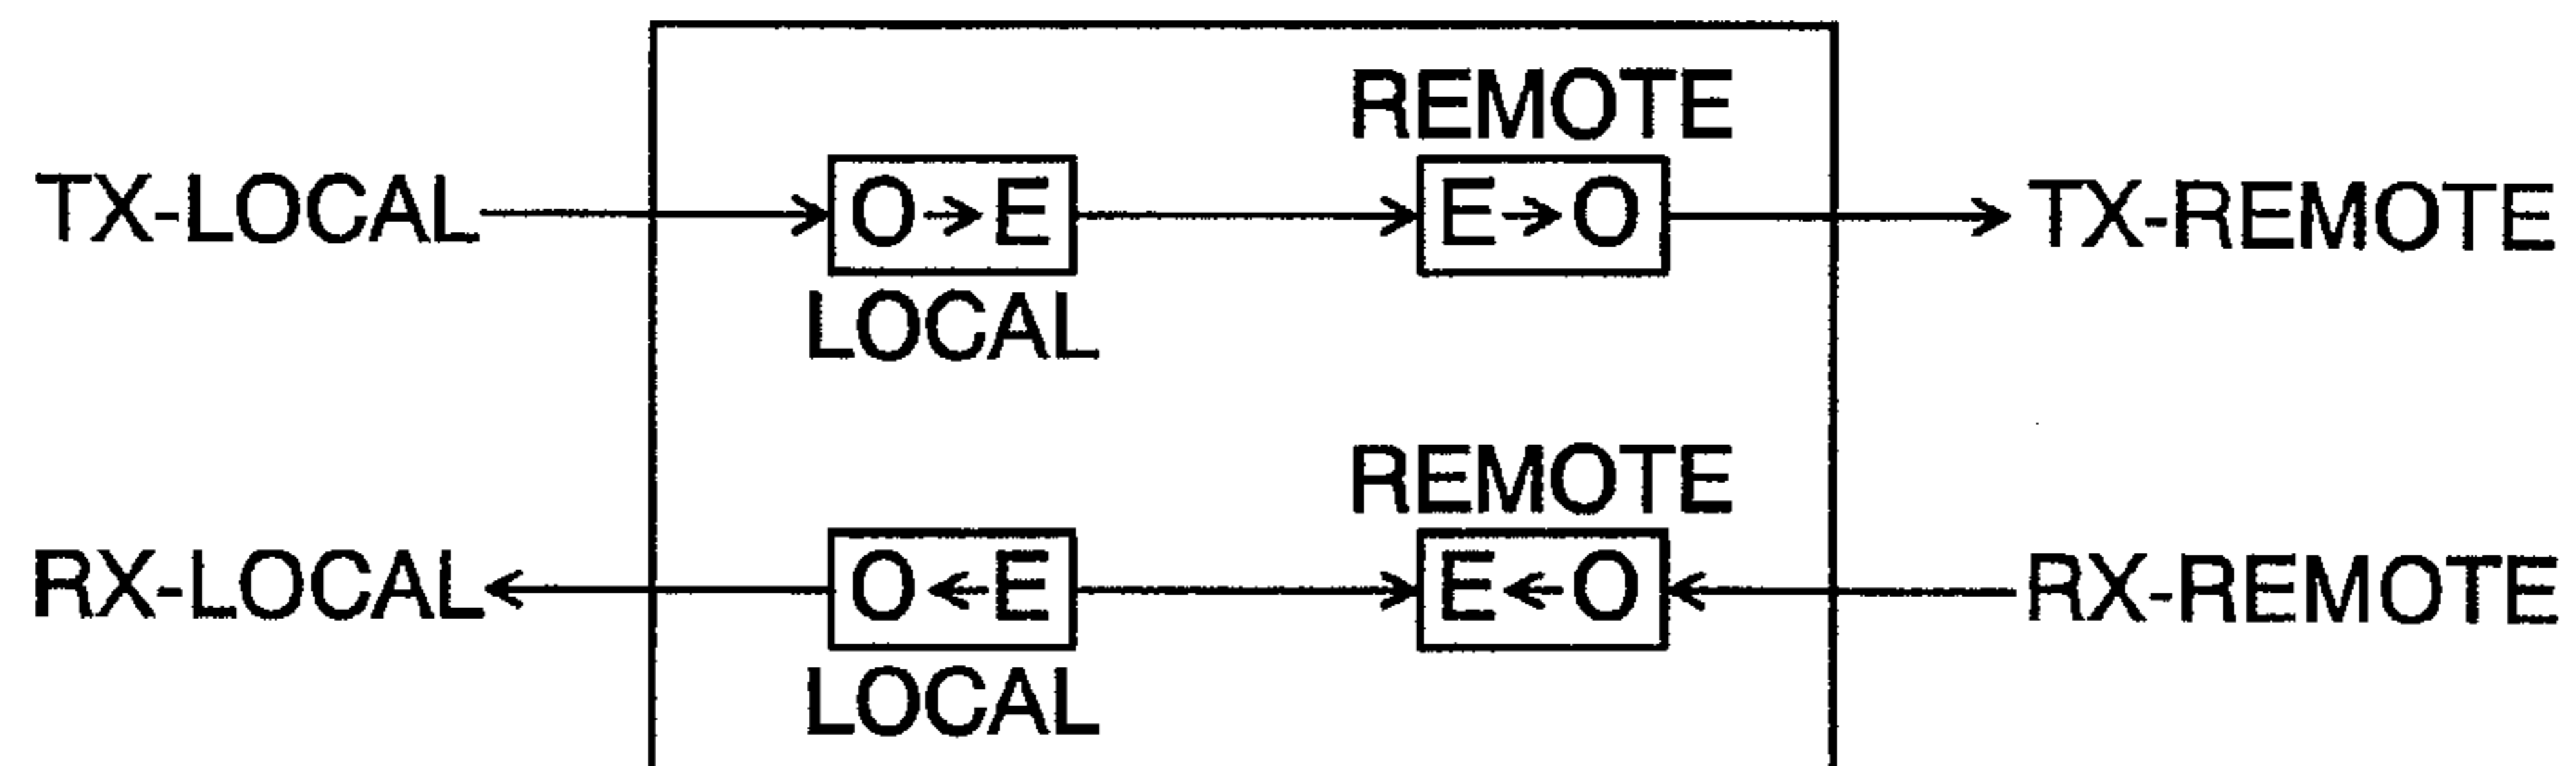 REMOTE
TX-LOCAL O→E E→O TX-REMOTE
LOCAL
REMOTE
RX-LOCAL O←E E←O RX-REMOTE
LOCAL